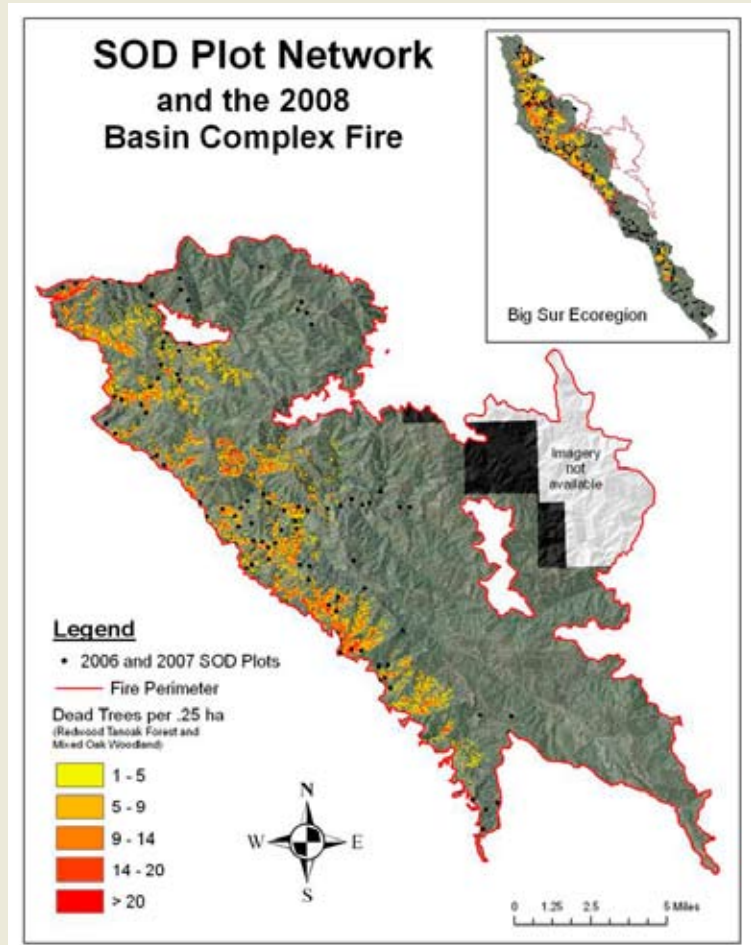 SOD Plot Network
and the 2008
Basin Complex Fire
Big Sur Ecoregion
Imagery
not
available
Legend
• 2006 and 2007 SOD Plots
Fire Perimeter
Dead Trees per .25 ha
(Redwood Tanoak Forest and
Mixed Oak Woodland)
1 - 5
5 - 9
9 - 14
14 - 20
> 20
N
W E
S
0 1.25 2.5 5 Miles